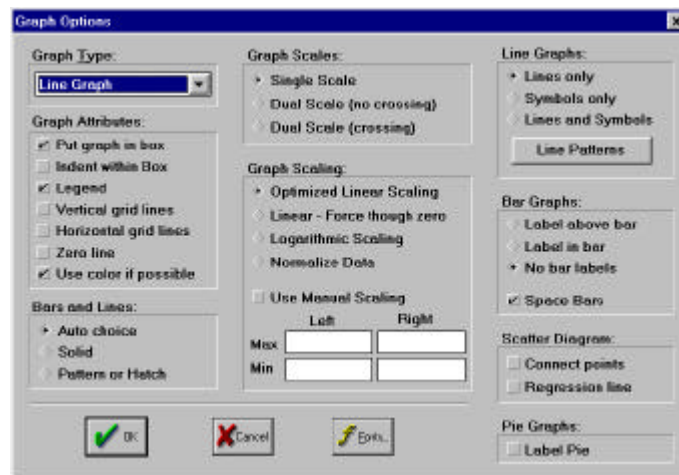 Graph Options
Graph Type:
Line Graph
Graph Attributes:
Put graph in box
Indent within Box
Legend
Vertical grid lines
Horizontal grid lines
Zero line
Use color if possible
Bars and Lines:
Auto choice
Solid
Pattern or Hatch
Graph Scales:
Single Scale
Dual Scale (no crossing)
Dual Scale (crossing)
Graph Scaling:
Optimized Linear Scaling
Linear - Force though zero
Logarithmic Scaling
Normalize Data
Use Manual Scaling
Left Right
Max
Min
Line Graphs:
Lines only
Symbols only
Lines and Symbols
Line Patterns
Bar Graphs:
Label above bar
Label in bar
No bar labels
Space Bars
Scatter Diagram:
Connect points
Regression line
Pie Graphs:
Label Pie
OK
Cancel
Fonts...